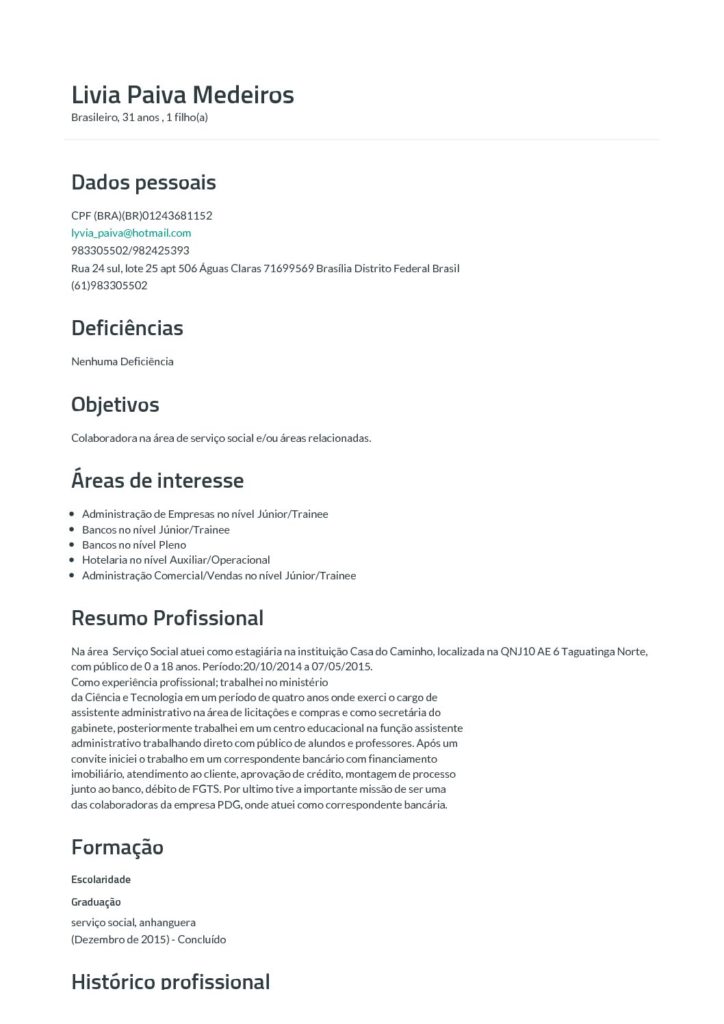 Livia Paiva Medeiros
Brasileiro, 31 anos , 1 filho(a)
Dados pessoais
CPF (BRA)(BR)01243681152
lyvia_paiva@hotmail.com
983305502/982425393
Rua 24 sul, lote 25 apt 506 Águas Claras 71699569 Brasília Distrito Federal Brasil
(61)983305502
Deficiências
Nenhuma Deficiência
Objetivos
Colaboradora na área de serviço social e/ou áreas relacionadas.
Áreas de interesse
• Administração de Empresas no nível Júnior/Trainee
• Bancos no nível Júnior/Trainee
• Bancos no nível Pleno
• Hotelaria no nível Auxiliar/Operacional
• Administração Comercial/Vendas no nível Júnior/Trainee
Resumo Profissional
Na área Serviço Social atuei como estagiária na instituição Casa do Caminho, localizada na QNJ10 AE 6 Taguatinga Norte,
com público de 0 a 18 anos. Período:20/10/2014 a 07/05/2015.
Como experiência profissional; trabalhei no ministério
da Ciência e Tecnologia em um período de quatro anos onde exerci o cargo de
assistente administrativo na área de licitações e compras e como secretária do
gabinete, posteriormente trabalhei em um centro educacional na função assistente
administrativo trabalhando direto com público de alundos e professores. Após um
convite iniciei o trabalho em um correspondente bancário com financiamento
imobiliário, atendimento ao cliente, aprovação de crédito, montagem de processo
junto ao banco, débito de FGTS. Por ultimo tive a importante missão de ser uma
das colaboradoras da empresa PDG, onde atuei como correspondente bancária.
Formação
Escolaridade
Graduação
serviço social, anhanguera
(Dezembro de 2015) - Concluído
Histórico profissional